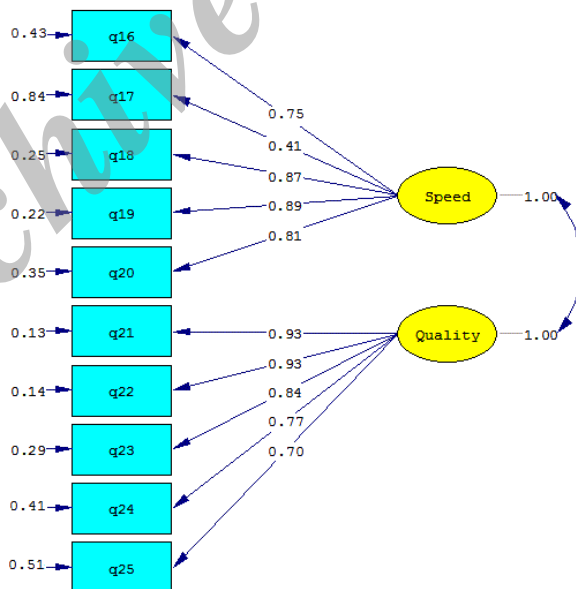 0.43 q16
0.84 q17
0.75
0.41
0.25 q18
0.87
0.22 q19
0.89
Speed 1.00
0.81
0.35 q20
0.13 q21
0.93
Quality 1.00
0.93
0.14 q22
0.84
0.77
0.29 q23
0.70
0.41 q24
0.51 q25